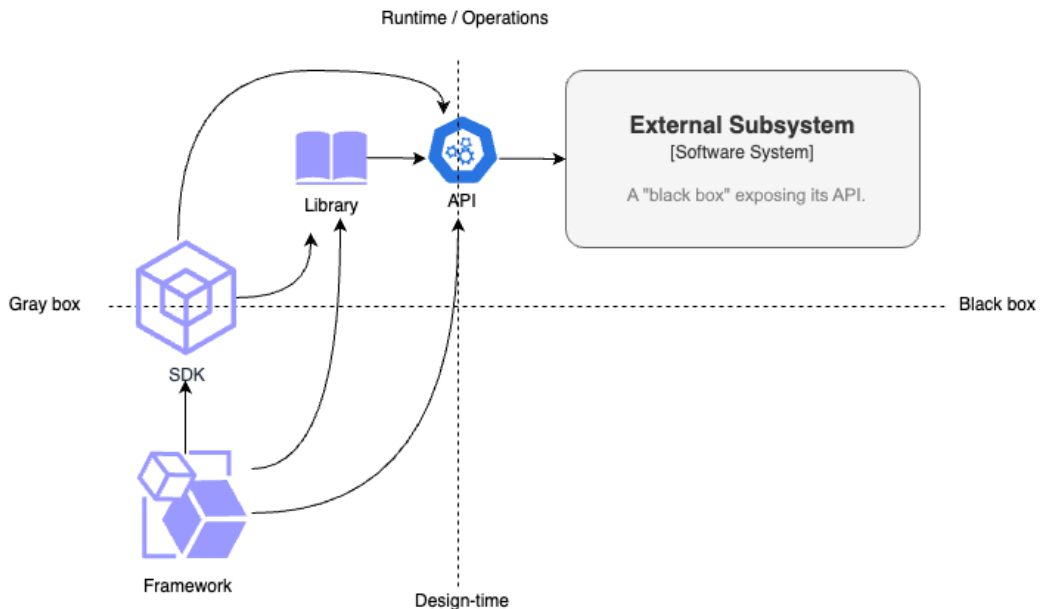 Runtime / Operations
External Subsystem
[Software System]
A "black box" exposing its API.
Library
API
Gray box
Black box
SDK
Framework
Design-time